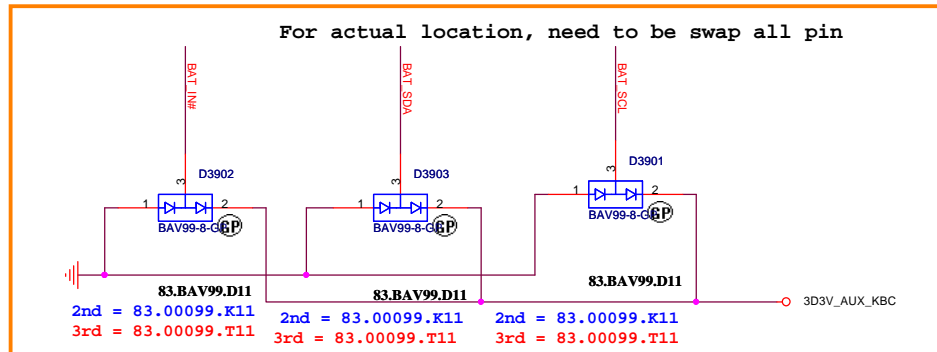 For actual location, need to be swap all pin
BAT_IN#
BAT_SDA
BAT_SCL
D3902
D3903
D3901
3
3
3
1
2
1
2
1
2
BAV99-8-GP
BAV99-8-GP
BAV99-8-GP
83.BAV99.D11
83.BAV99.D11
83.BAV99.D11
2nd = 83.00099.K11
3rd = 83.00099.T11
2nd = 83.00099.K11
3rd = 83.00099.T11
2nd = 83.00099.K11
3rd = 83.00099.T11
3D3V_AUX_KBC